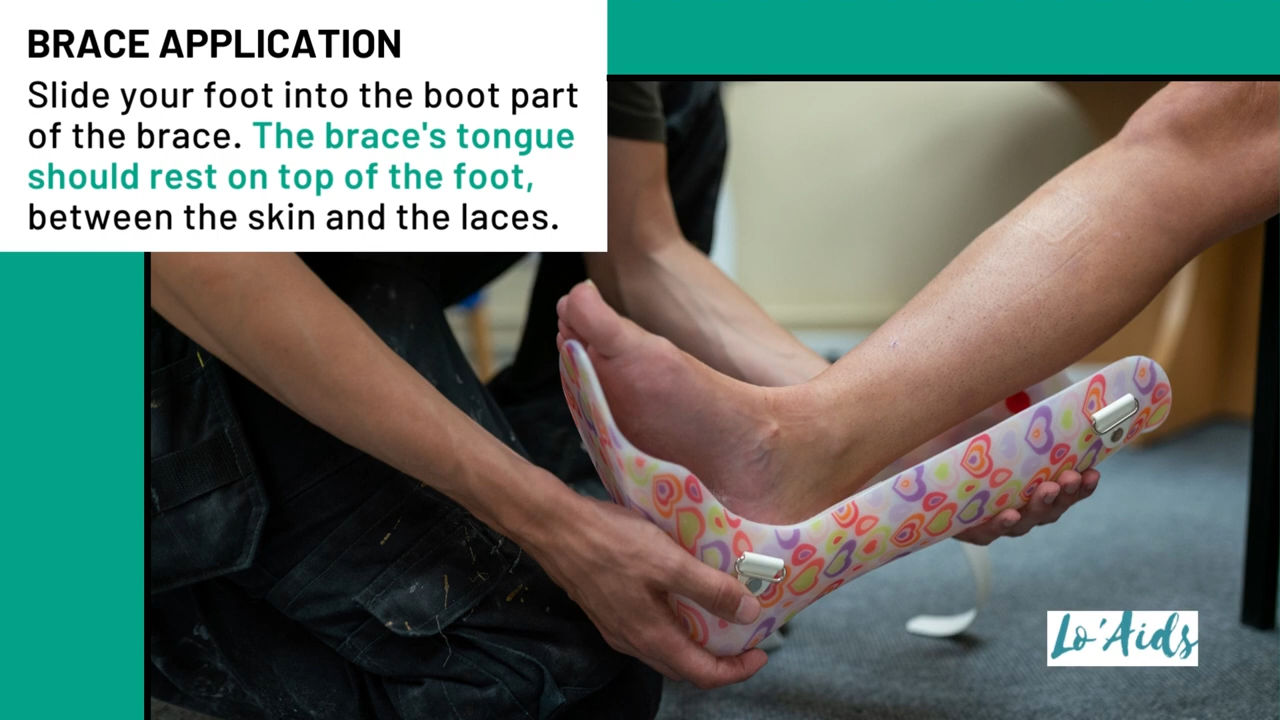 BRACE APPLICATION
Slide your foot into the boot part
of the brace. The brace's tongue
should rest on top of the foot,
between the skin and the laces.
Lo'Aids